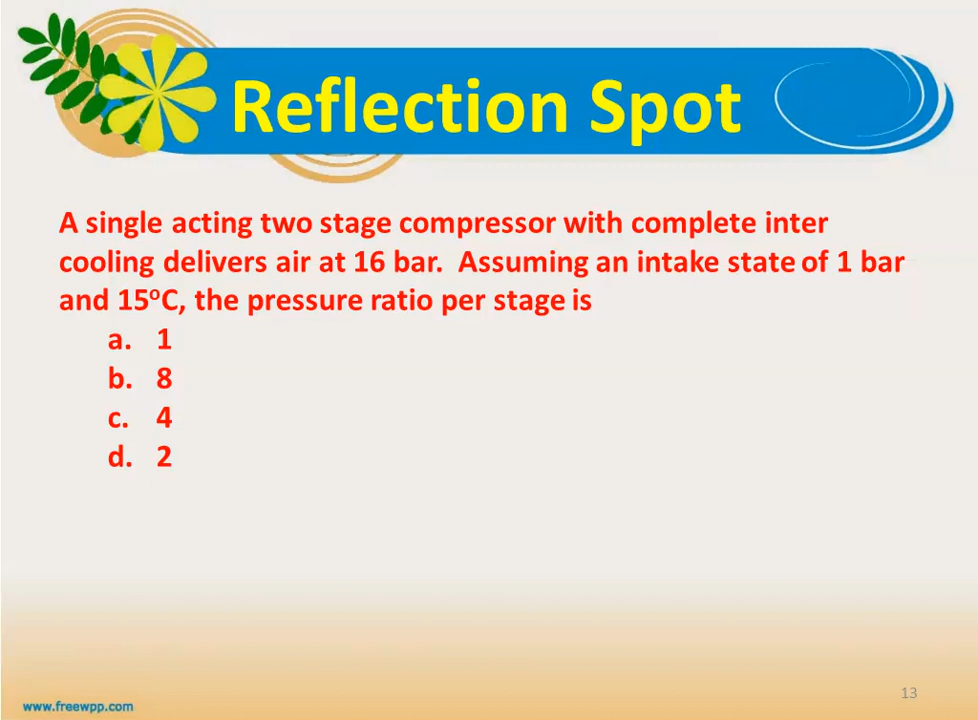 Reflection Spot
A single acting two stage compressor with complete inter
cooling delivers air at 16 bar.  Assuming an intake state of 1 bar
and 15ºC, the pressure ratio per stage is
a. 1
b. 8
c. 4
d. 2
13
www.freewpp.com